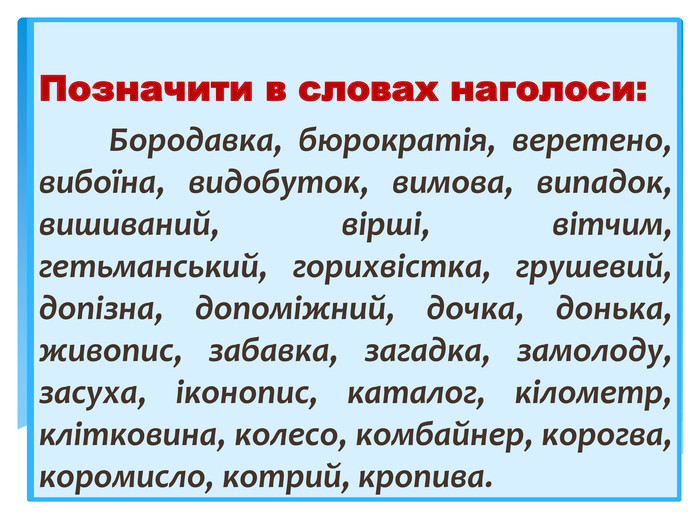 Позначити в словах наголоси:
Бородавка, бюрократія, веретено,
вибоїна, видобуток, вимова, випадок,
вишиваний, вірші, вітчим,
гетьманський, горихвістка, грушевий,
допізна, допоміжний, дочка, донька,
живопис, забавка, загадка, замолоду,
засуха, іконопис, каталог, кілометр,
клітковина, колесо, комбайнер, корогва,
коромисло, котрий, кропива.